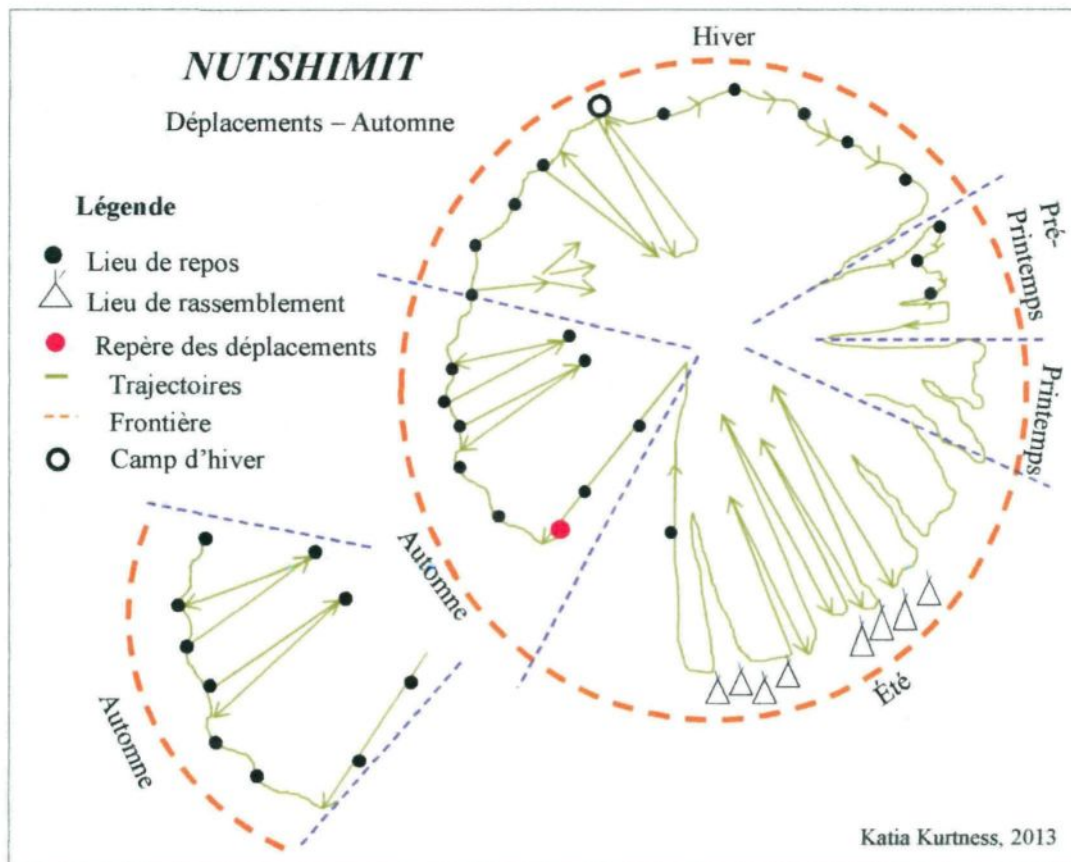 NUTSHIMIT
Déplacements – Automne
Légende
Lieu de repos
Lieu de rassemblement
Repère des déplacements
Trajectoires
Frontière
Camp d'hiver
Hiver
Pré-
Printemps
Printemps
Été
Automne
Automne
Katia Kurtness, 2013